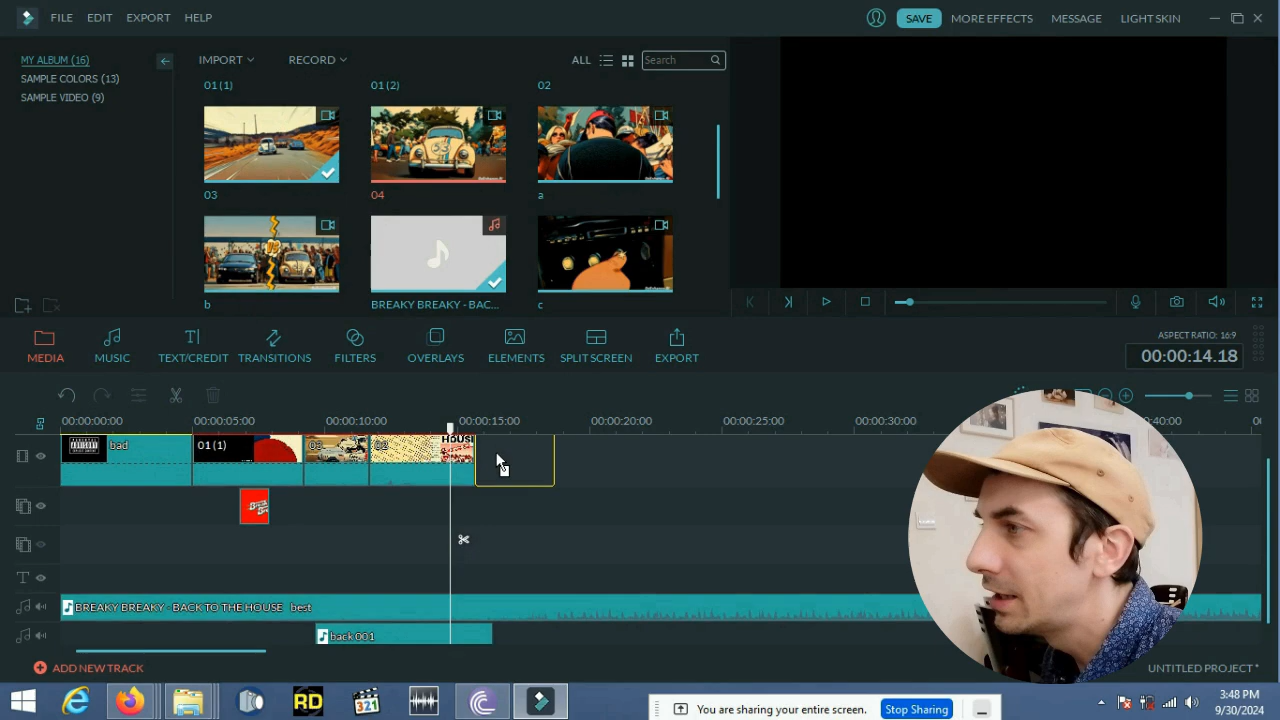 FILE EDIT EXPORT HELP
SAVE MORE EFFECTS MESSAGE LIGHT SKIN
MY ALBUM (16)
SAMPLE COLORS (13)
SAMPLE VIDEO (9)
IMPORT RECORD ALL Search
01 (1) 01 (2) 02
03 04 a
b BREAKY BREAKY - BAC... c
MEDIA MUSIC TEXT/CREDIT TRANSITIONS FILTERS OVERLAYS ELEMENTS SPLIT SCREEN EXPORT
ASPECT RATIO: 16:9
00:00:14.18
00:00:00:00 00:00:05:00 00:00:10:00 00:00:15:00 00:00:20:00 00:00:25:00 00:00:30:00 :40:00
bad 01 (1) 03 02 HOUSE
T
BREAKY BREAKY - BACK TO THE HOUSE best
back 001
ADD NEW TRACK
UNTITLED PROJECT *
RD 321
You are sharing your entire screen. Stop Sharing
3:48 PM
9/30/2024